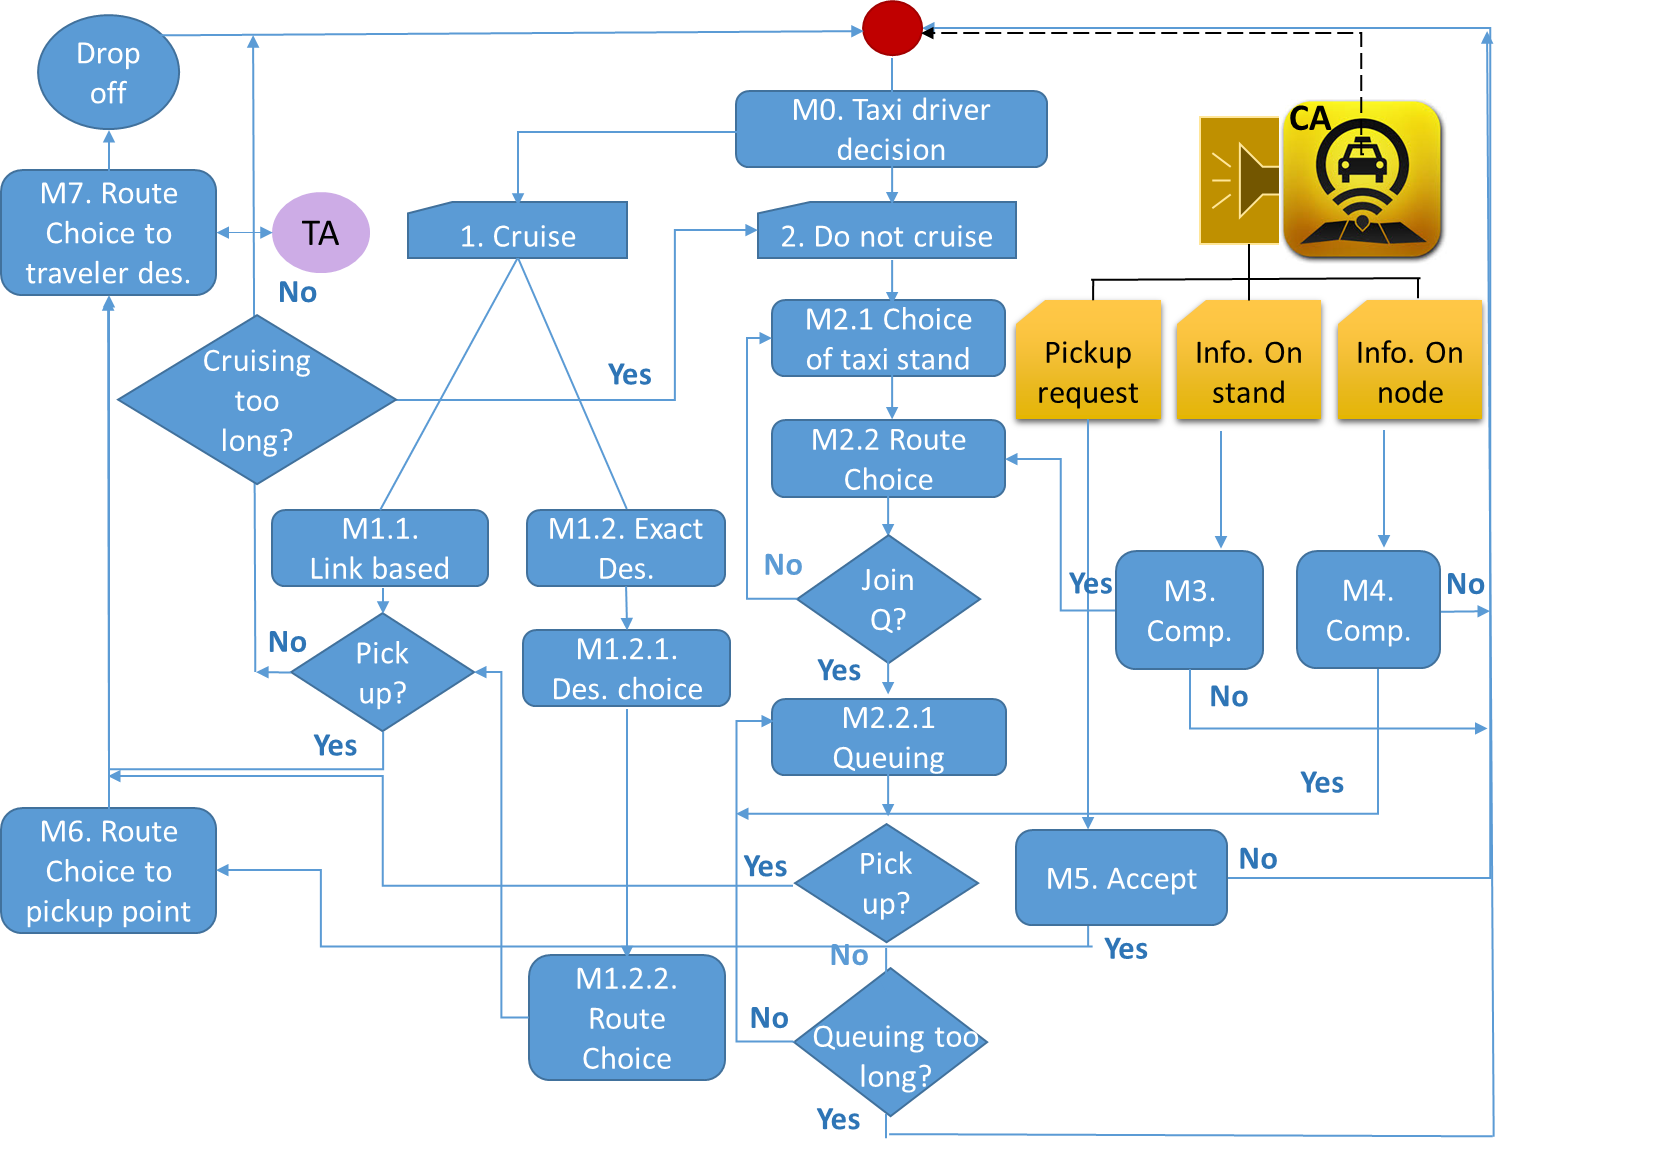 Drop
off
M0. Taxi driver
decision
CA
M7. Route
Choice to
traveler des.
TA
1. Cruise
2. Do not cruise
No
M2.1 Choice
of taxi stand
Pickup
request
Info. On
stand
Info. On
node
Cruising
too
long?
Yes
M2.2 Route
Choice
M1.1.
Link based
M1.2. Exact
Des.
No
Join
Q?
Yes
M3.
Comp.
M4.
Comp.
No
No
Pick
up?
M1.2.1.
Des. choice
Yes
No
Yes
M2.2.1
Queuing
Yes
M6. Route
Choice to
pickup point
Yes
Pick
up?
M5. Accept
No
No
Yes
M1.2.2.
Route
Choice
No
Queuing too
long?
Yes